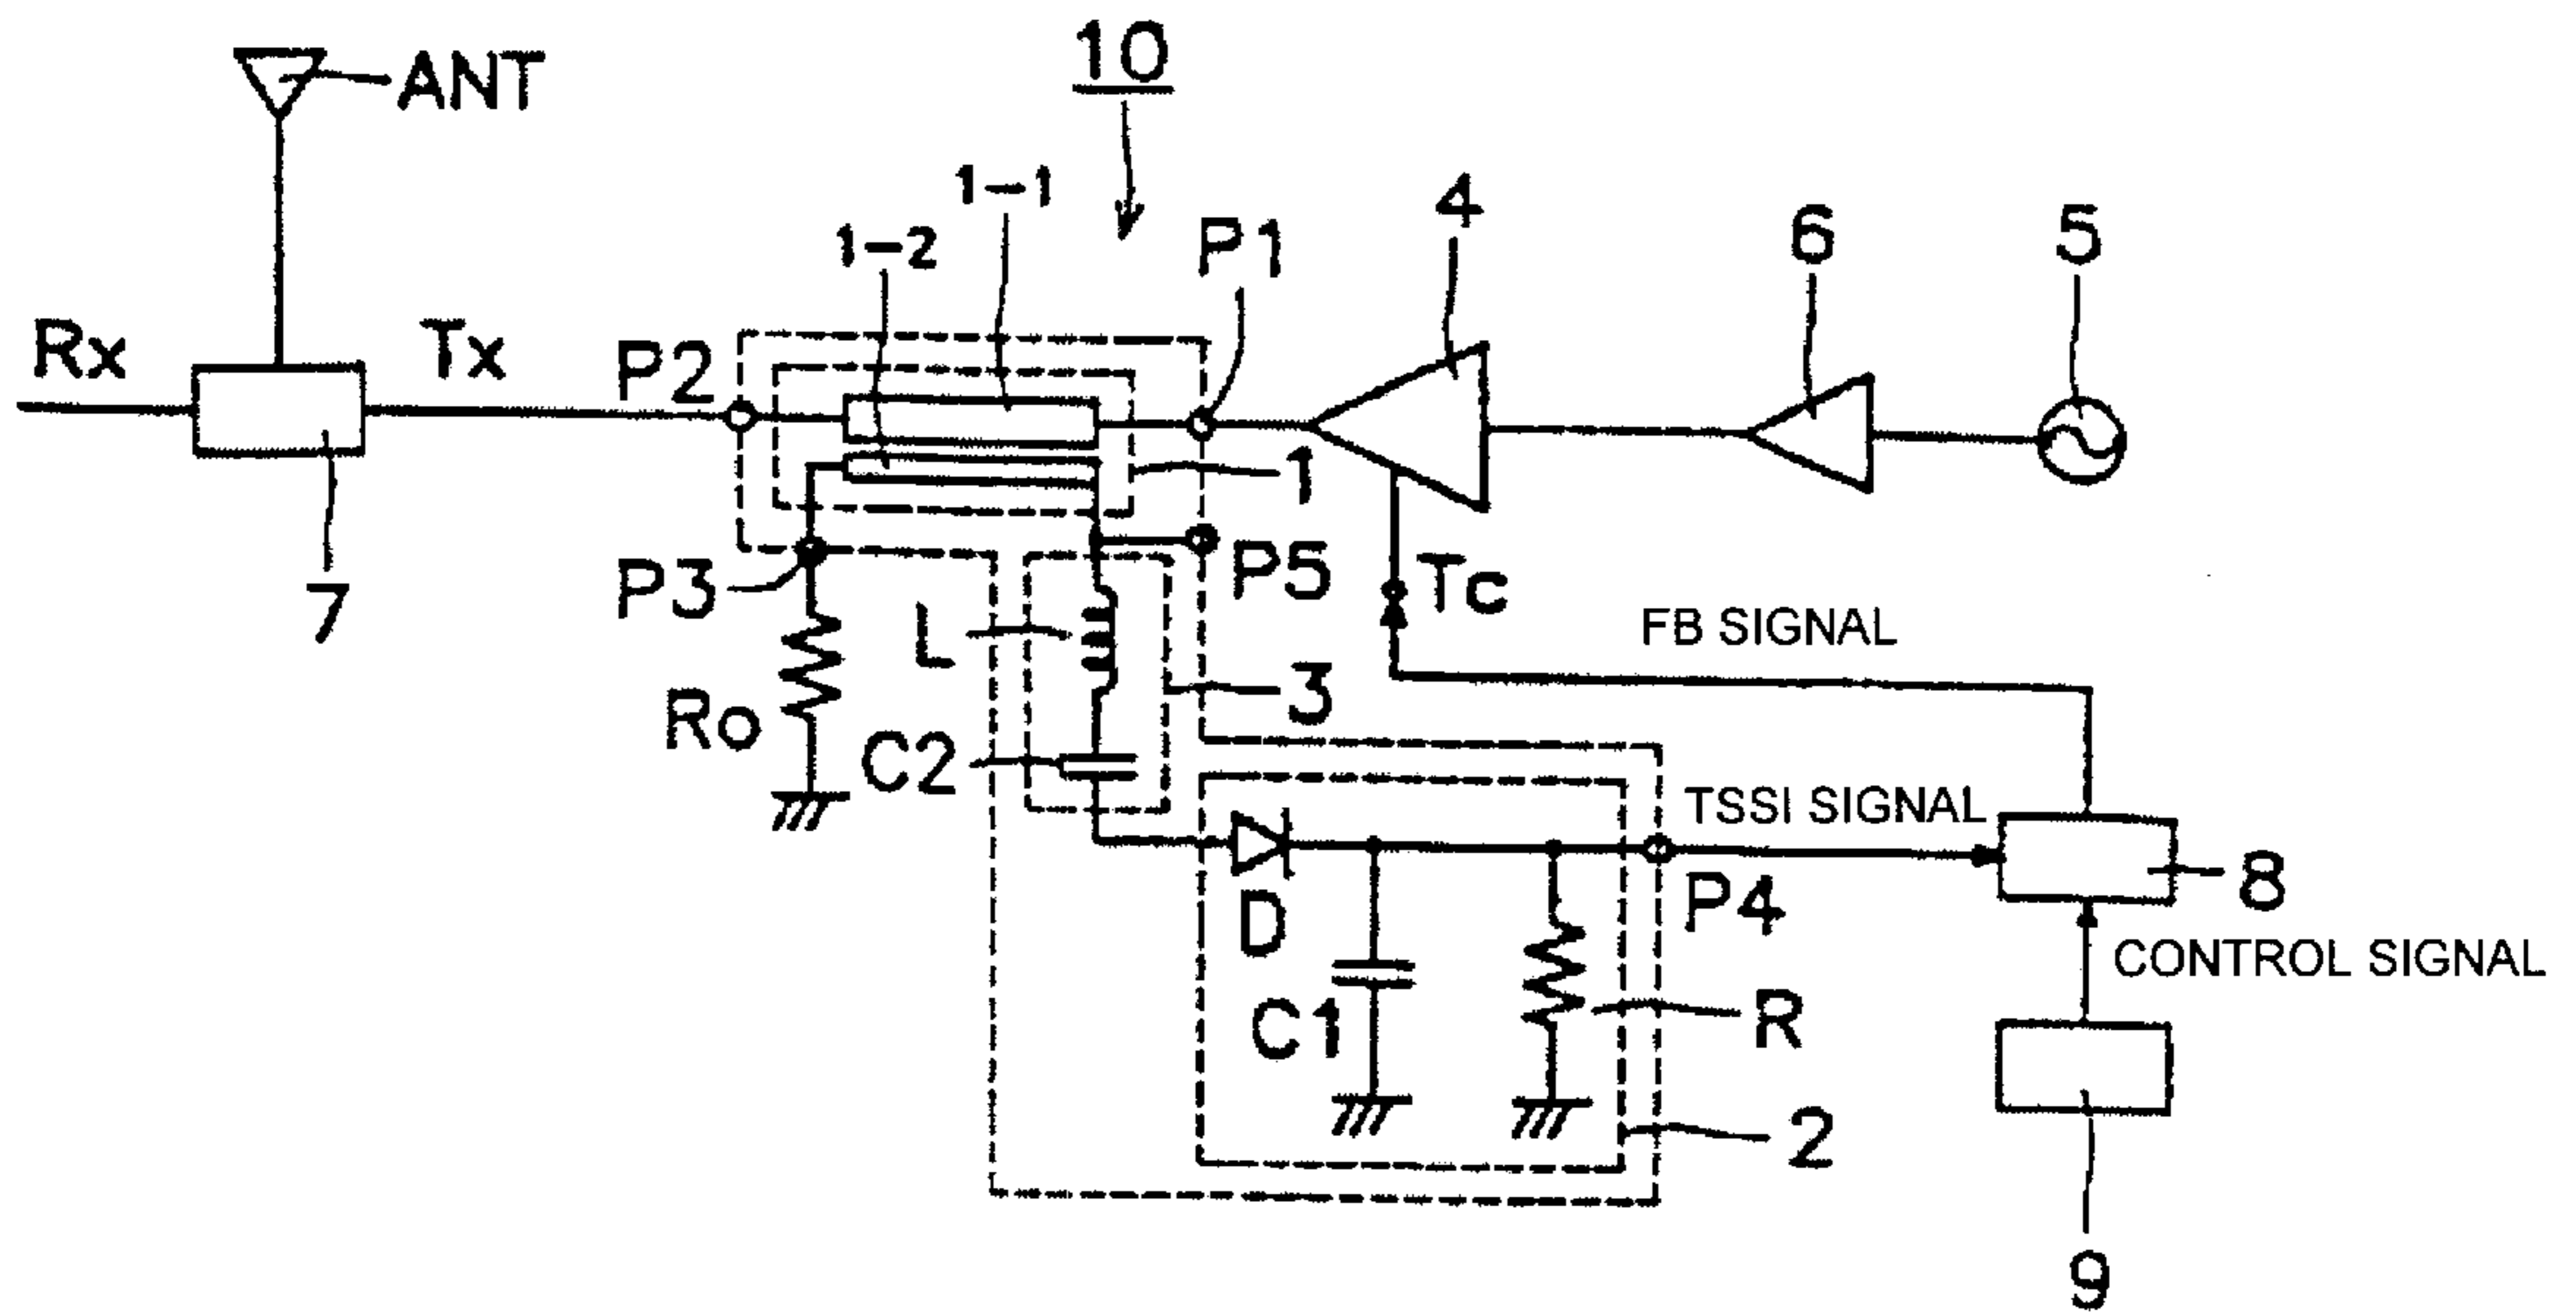 10
ANT
1-1
4
1-2
P1
6
5
Rx
Tx
P2
1
P5
P3
Tc
7
L
FB SIGNAL
3
Ro
C2
TSSI SIGNAL
8
D
P4
CONTROL SIGNAL
C1
R
2
9